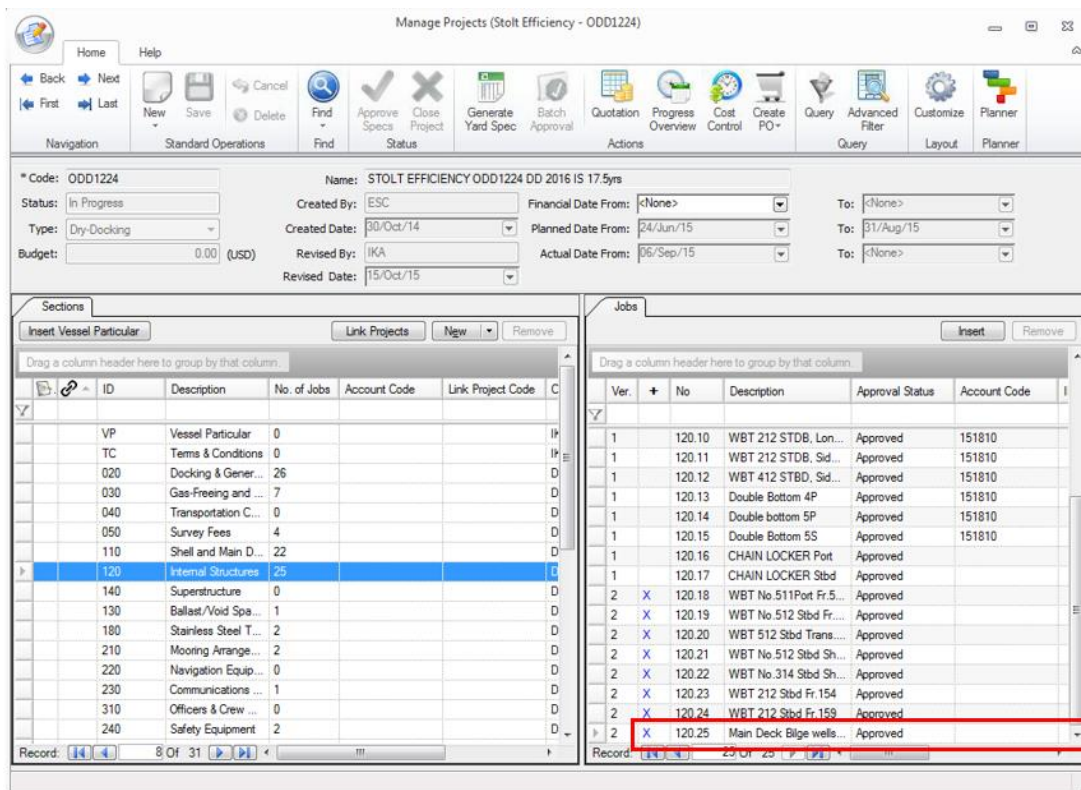 Manage Projects (Stolt Efficiency - ODD1224)
Home Help
Back Next
First Last
New Save Cancel Delete
Find
Approve Specs Close Project
Generate Yard Spec Batch Approval
Quotation Progress Overview Cost Control Create PO
Query Advanced Filter
Customize
Planner
Navigation Standard Operations Find Status Actions Query Layout Planner
* Code: ODD1224 Name: STOLT EFFICIENCY ODD1224 DD 2016 IS 17.5yrs
Status: In Progress Created By: ESC Financial Date From: <None> To: <None>
Type: Dry-Docking Created Date: 30/Oct/14 Planned Date From: 24/Jun/15 To: 31/Aug/15
Budget: 0.00 (USD) Revised By: IKA Actual Date From: 06/Sep/15 To: <None>
Revised Date: 15/Oct/15
Sections
Insert Vessel Particular Link Projects New Remove
Drag a column header here to group by that column.
ID Description No. of Jobs Account Code Link Project Code C
VP Vessel Particular 0
TC Terms & Conditions 0
020 Docking & Gener... 26 D
030 Gas-Freeing and ... 7 D
040 Transportation C... 0 D
050 Survey Fees 4 D
110 Shell and Main D... 22 D
120 Internal Structures 25 D
140 Superstructure 0 D
130 Ballast/Void Spa... 1 D
180 Stainless Steel T... 2 D
210 Mooring Arrange... 2 D
220 Navigation Equip... 0 D
230 Communications ... 1 D
310 Officers & Crew ... 0 D
240 Safety Equipment 2 D
Record: 8 Of 31
Jobs
Insert Remove
Drag a column header here to group by that column.
Ver. + No Description Approval Status Account Code
1 120.10 WBT 212 STDB, Lon... Approved 151810
1 120.11 WBT 212 STDB, Sid... Approved 151810
1 120.12 WBT 412 STBD, Sid... Approved 151810
1 120.13 Double Bottom 4P Approved 151810
1 120.14 Double bottom 5P Approved 151810
1 120.15 Double Bottom 5S Approved 151810
1 120.16 CHAIN LOCKER Port Approved
1 120.17 CHAIN LOCKER Stbd Approved
2 X 120.18 WBT No.511Port Fr.5... Approved
2 X 120.19 WBT No.512 Stbd Fr.... Approved
2 X 120.20 WBT 512 Stbd Trans.... Approved
2 X 120.21 WBT No.512 Stbd Sh... Approved
2 X 120.22 WBT No.314 Stbd Sh... Approved
2 X 120.23 WBT 212 Stbd Fr.154 Approved
2 X 120.24 WBT 212 Stbd Fr.159 Approved
2 X 120.25 Main Deck Bilge wells... Approved
Record: 25 Of 25